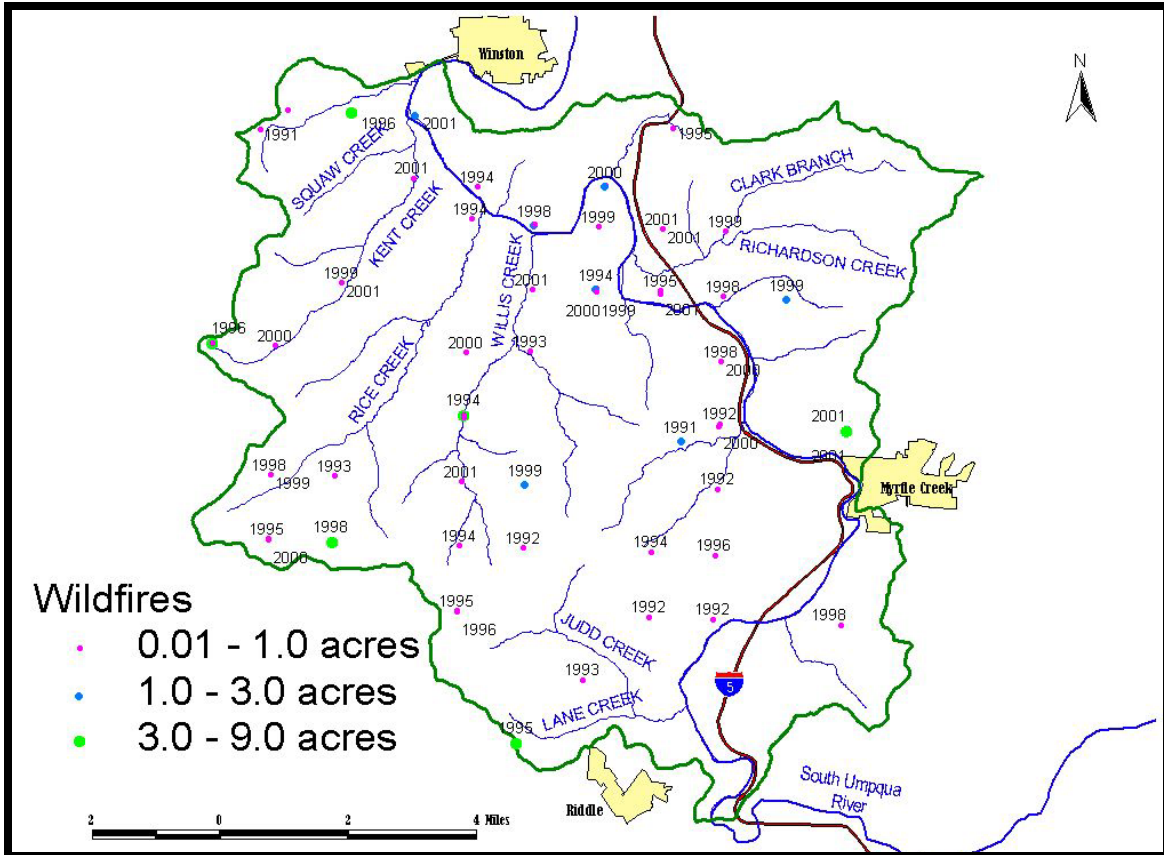 Winston
N
1996
2001
1991
1995
SQUAW CREEK
CLARK BRANCH
2001
1994
2000
KENT CREEK
1994
1998
1999
2001
2001
1999
RICHARDSON CREEK
WILLIS CREEK
1999
2001
2001
1994
2000
1999
1995
2001
1998
1999
1996
2000
2000
1993
1998
2000
RICE CREEK
1994
1991
1992
2000
2001
2001
Myrtle Creek
1998
1999
1993
2001
1999
1992
1995
2000
1998
1994
1992
1994
1996
Wildfires
0.01 - 1.0 acres
1.0 - 3.0 acres
3.0 - 9.0 acres
1995
1996
1992
1992
1998
JUDD CREEK
1993
5
LANE CREEK
1995
South Umpqua
River
Riddle
2 0 2 4 Miles